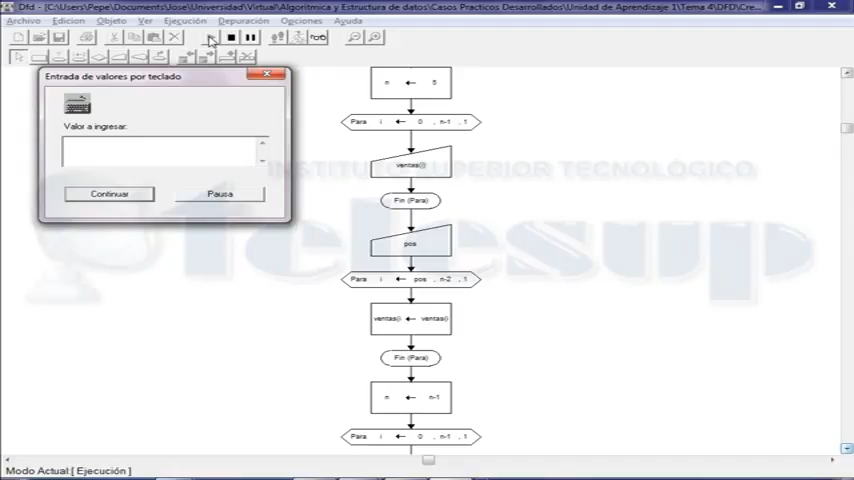 Dfd - [C:\Users\Pepe\Documents\Jose\Universidad\Virtual\Algoritmica y Estructura de datos\Casos Practicos Desarrollados\Unidad de Aprendizaje 1\Tema 4\DFD\Cre...
Archivo Edicion Objeto Ver Ejecución Depuración Opciones Ayuda
Entrada de valores por teclado
Valor a ingresar:
Continuar Pausa
n ← 5
Para i ← 0 , n-1 , 1
ventas(i)
Fin (Para)
pos
Para i ← pos , n-2 , 1
ventas(i ← ventas(i
Fin (Para)
n ← n-1
Para i ← 0 , n-1 , 1
INSTITUTO SUPERIOR TECNOLÓGICO
telesup
Modo Actual:[ Ejecución ]